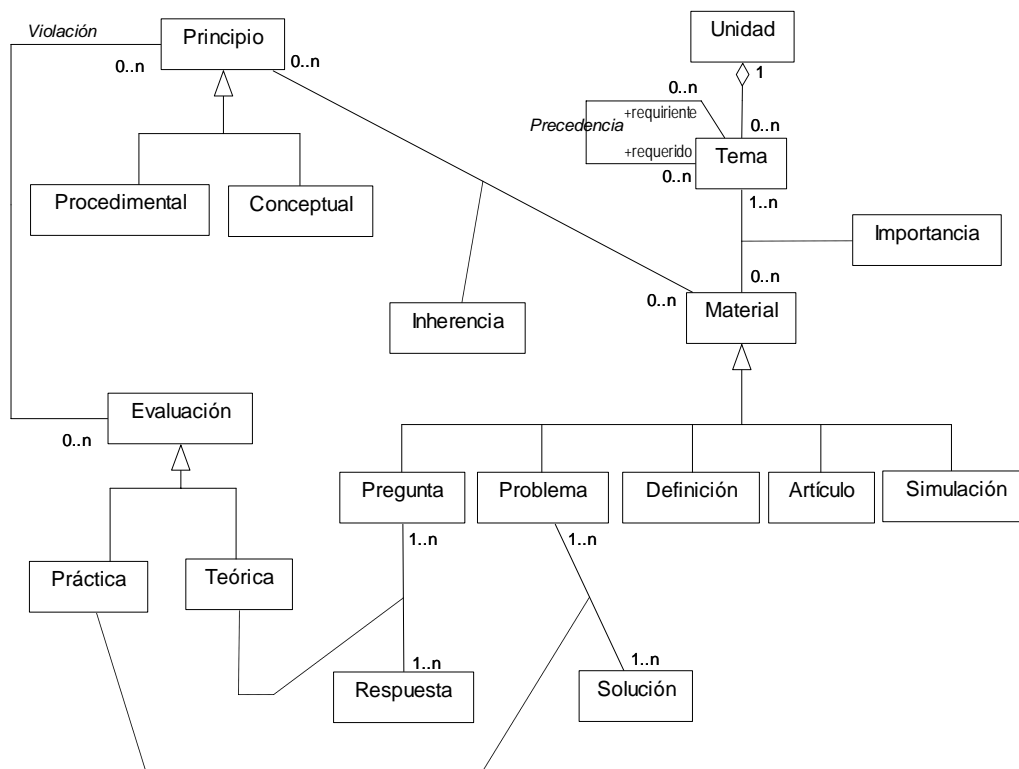 Violación
Principio
0..n
0..n
Unidad
1
0..n
+requiriente
Precedencia
+requerido
0..n
0..n
Tema
1..n
Procedimental
Conceptual
Importancia
0..n
0..n
Material
Inherencia
Evaluación
0..n
Pregunta
Problema
Definición
Artículo
Simulación
1..n
1..n
Práctica
Teórica
1..n
1..n
Respuesta
Solución